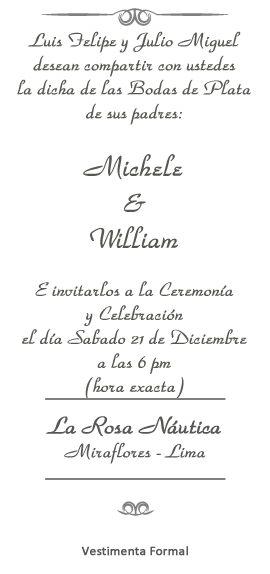 Luis Felipe y Julio Miguel
desean compartir con ustedes
la dicha de las Bodas de Plata
de sus padres:
Michele
&
William
E invitarlos a la Ceremonía
y Celebración
el día Sabado 21 de Diciembre
a las 6 pm
(hora exacta)
La Rosa Náutica
Miraflores - Lima
Vestimenta Formal